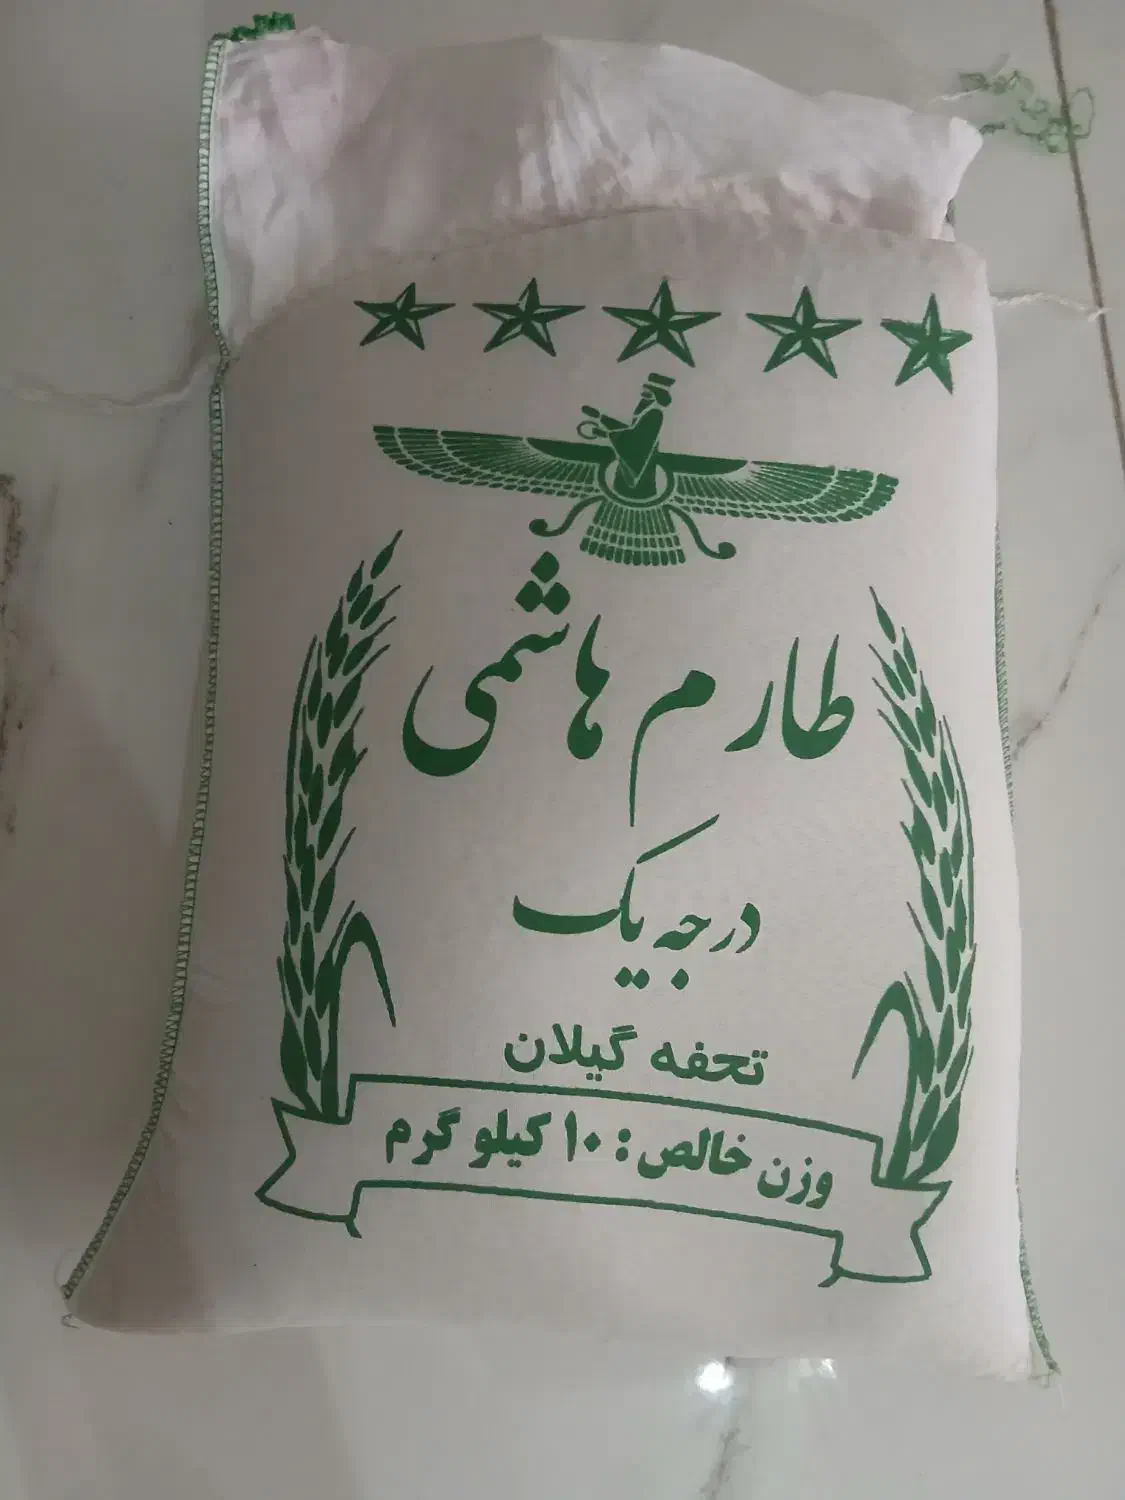 طارم هاشمی
درجه یک
تحفه گیلان
وزن خالص: ۱۰ کیلو گرم